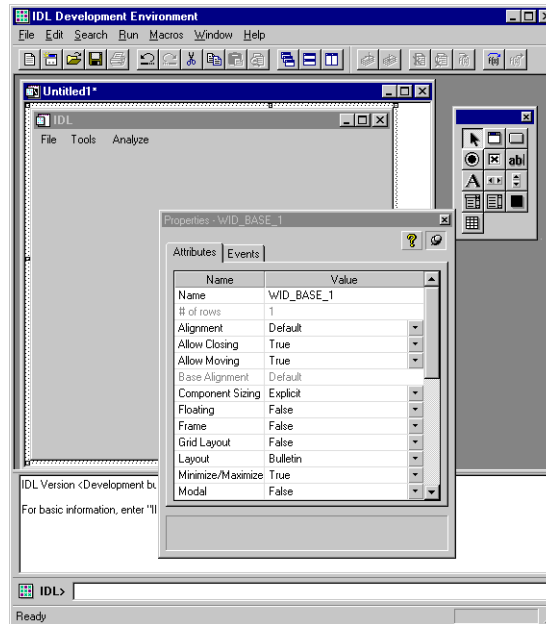 IDL Development Environment
File Edit Search Run Macros Window Help
Untitled1*
IDL
File Tools Analyze
abl
A
Properties - WID_BASE_1
?
Attributes Events
Name Value
Name WID_BASE_1
# of rows 1
Alignment Default
Allow Closing True
Allow Moving True
Base Alignment Default
Component Sizing Explicit
Floating False
Frame False
Grid Layout False
Layout Bulletin
Minimize/Maximize True
Modal False
IDL Version <Development bu
For basic information, enter "II
IDL>
Ready